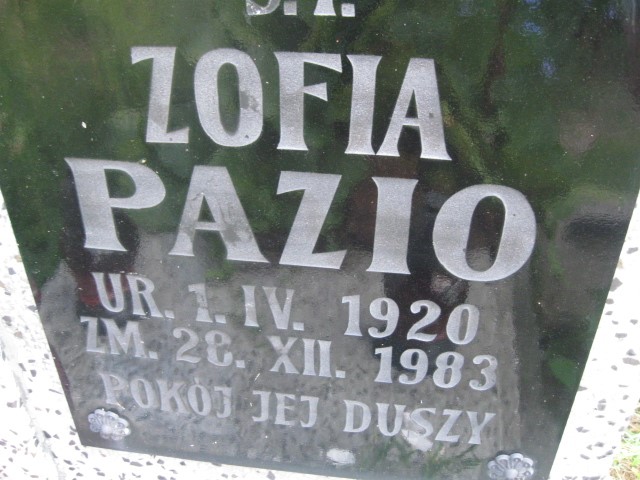 Ś.P.
ZOFIA
PAZIO
UR. 1. IV. 1920
ZM. 28. XII. 1983
POKÓJ JEJ DUSZY